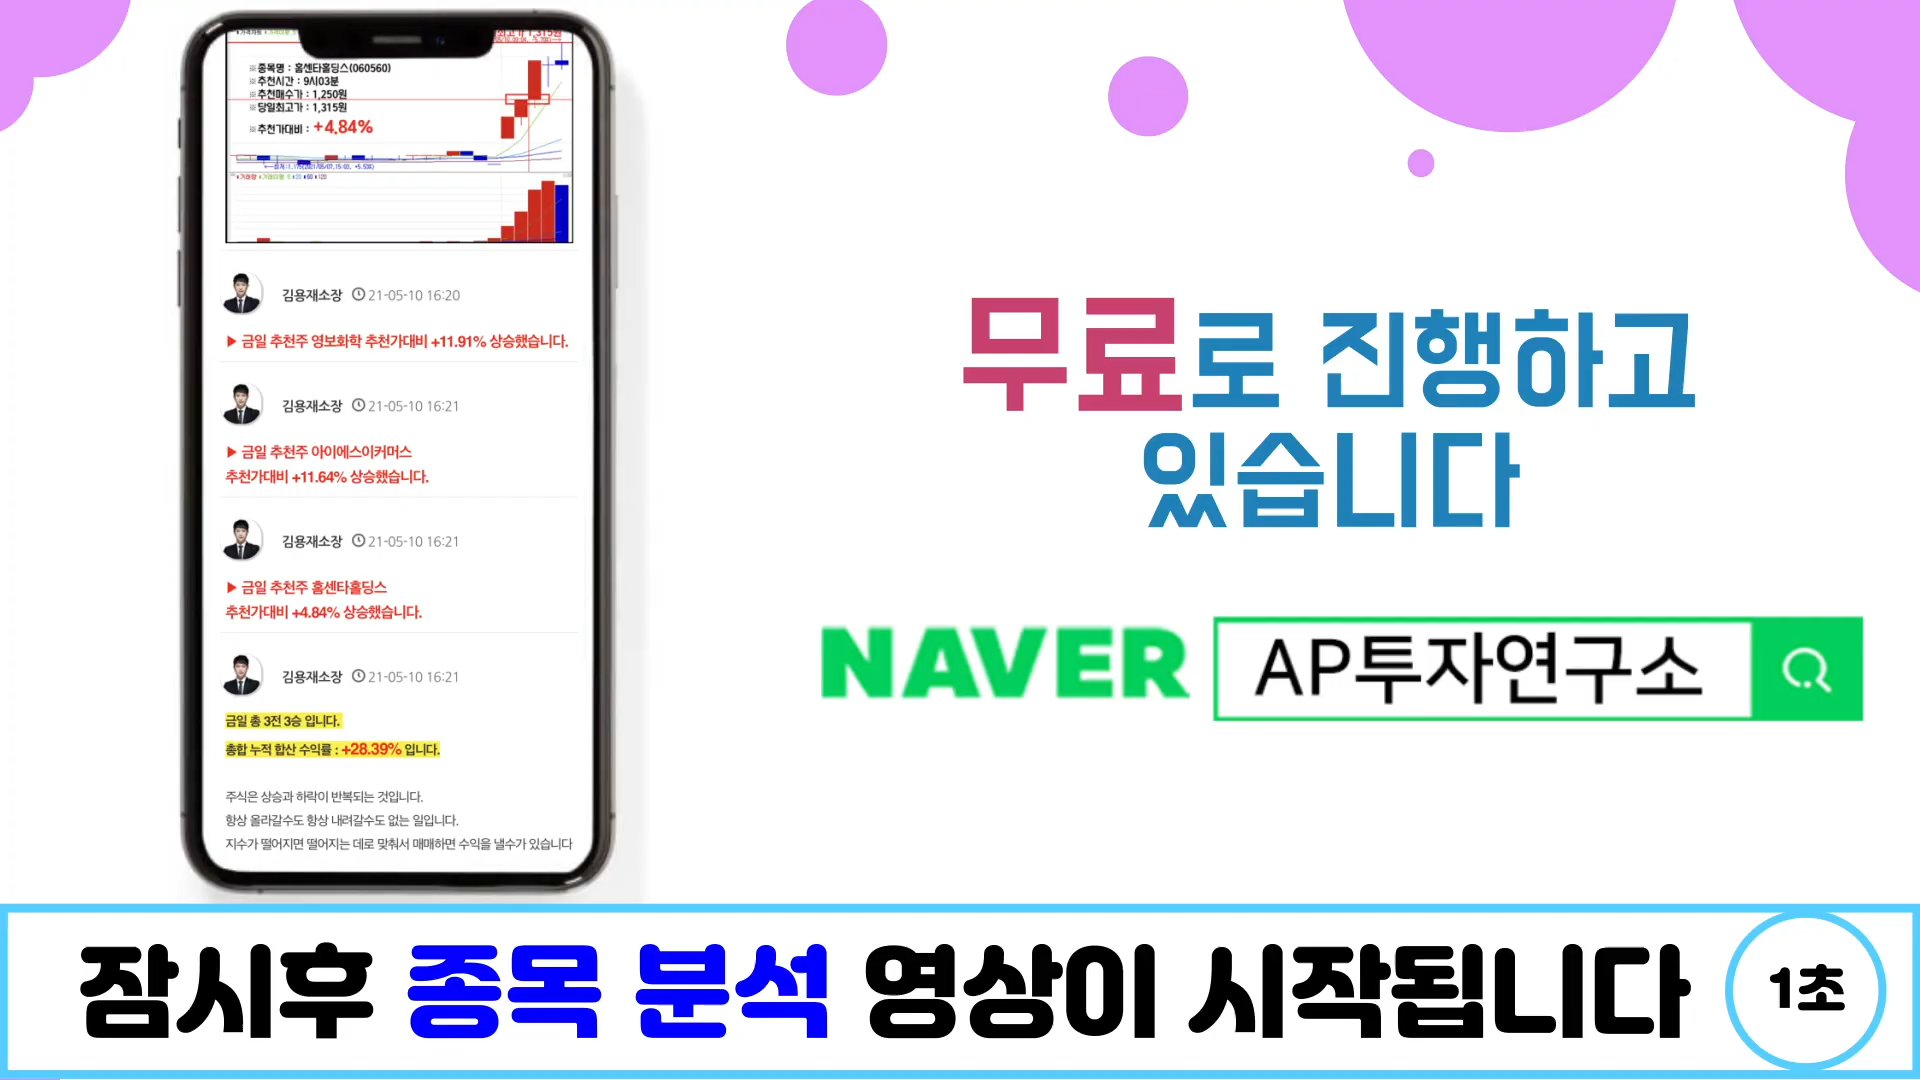 ※종목명 : 홈센타홀딩스(060560)
※추천시간 : 9시03분
※추천매수가 : 1,250원
※당일최고가 : 1,315원
※추천가대비 : +4.84%
김용재소장 21-05-10 16:20
▶ 금일 추천주 영보화학 추천가대비 +11.91% 상승했습니다.
김용재소장 21-05-10 16:21
▶ 금일 추천주 아이에스이커머스
추천가대비 +11.64% 상승했습니다.
김용재소장 21-05-10 16:21
▶ 금일 추천주 홈센타홀딩스
추천가대비 +4.84% 상승했습니다.
김용재소장 21-05-10 16:21
금일 총 3전 3승 입니다.
총합 누적 합산 수익률 : +28.39% 입니다.
주식은 상승과 하락이 반복되는 것입니다.
항상 올라갈수도 항상 내려갈수도 없는 일입니다.
지수가 떨어지면 떨어지는 데로 맞춰서 매매하면 수익을 낼수가 있습니다
무료로 진행하고
있습니다
NAVER AP투자연구소
잠시후 종목 분석 영상이 시작됩니다 1초